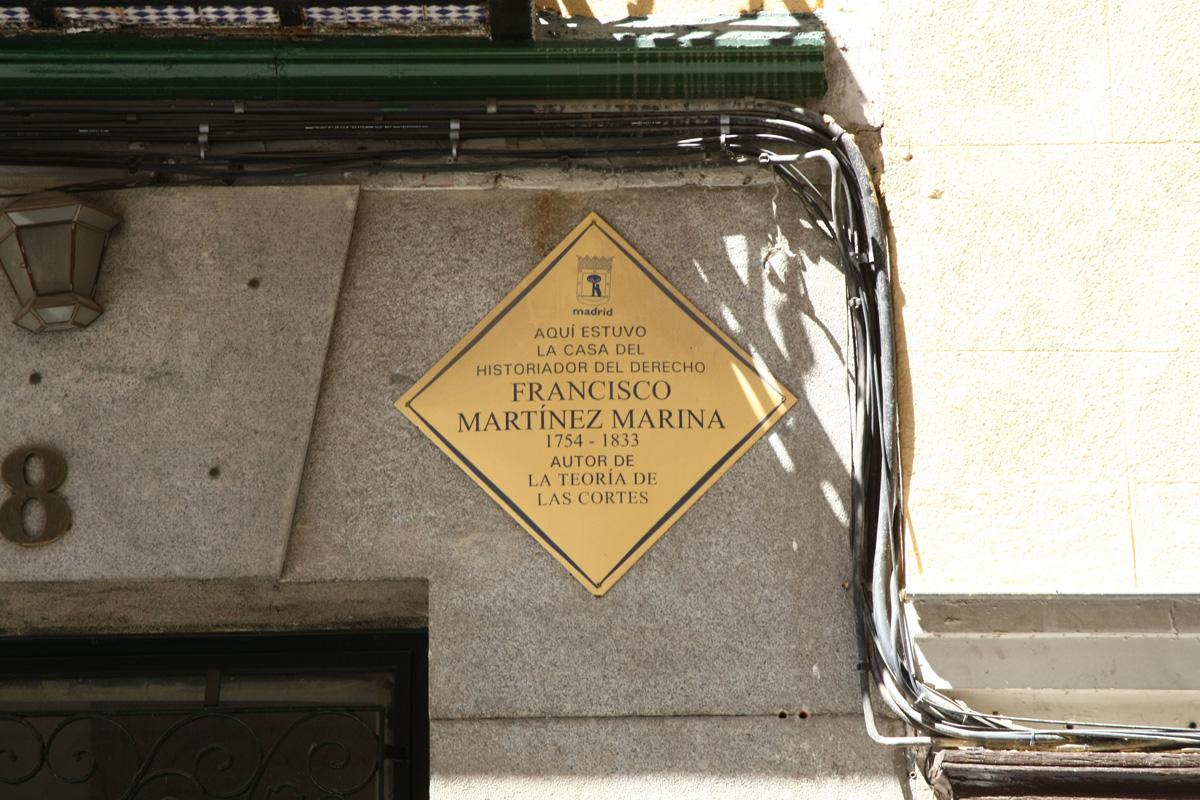 madrid
AQUÍ ESTUVO
LA CASA DEL
HISTORIADOR DEL DERECHO
FRANCISCO
MARTÍNEZ MARINA
1754 - 1833
AUTOR DE
LA TEORÍA DE
LAS CORTES
8